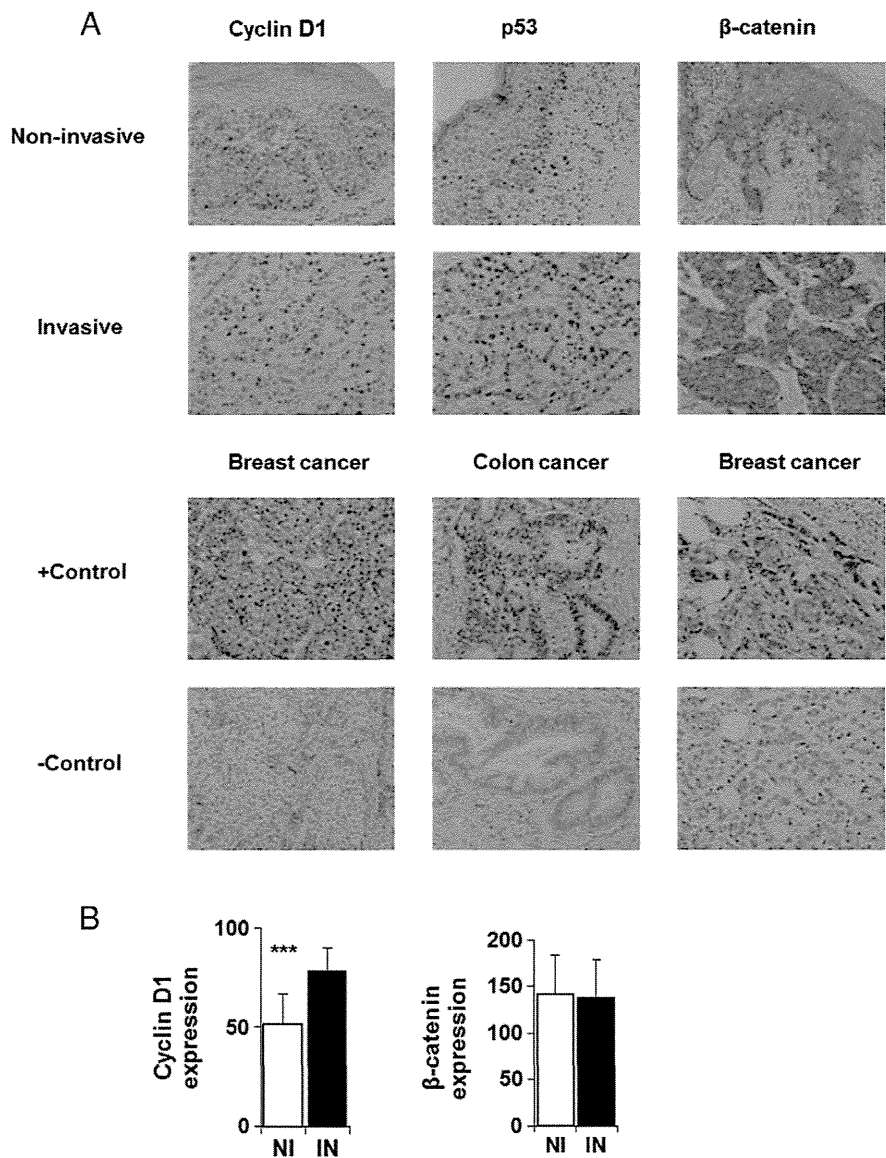 A
Cyclin D1 p53 β-catenin
Non-invasive
Invasive
Breast cancer Colon cancer Breast cancer
+Control
-Control
B
Cyclin D1
expression
100
50
0
***
NI IN
β-catenin
expression
200
150
100
50
0
NI IN